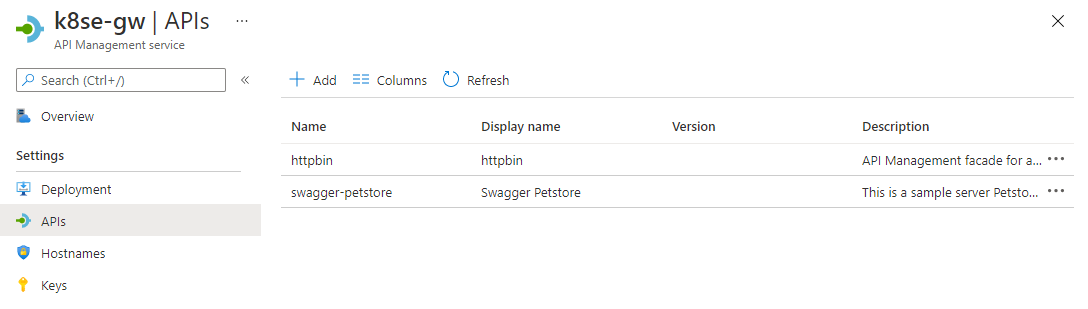 k8se-gw | APIs ...
API Management service
Search (Ctrl+/)
Overview
Settings
Deployment
APIs
Hostnames
Keys
Add Columns Refresh
Name Display name Version Description
httpbin httpbin API Management facade for a...
swagger-petstore Swagger Petstore This is a sample server Petsto...